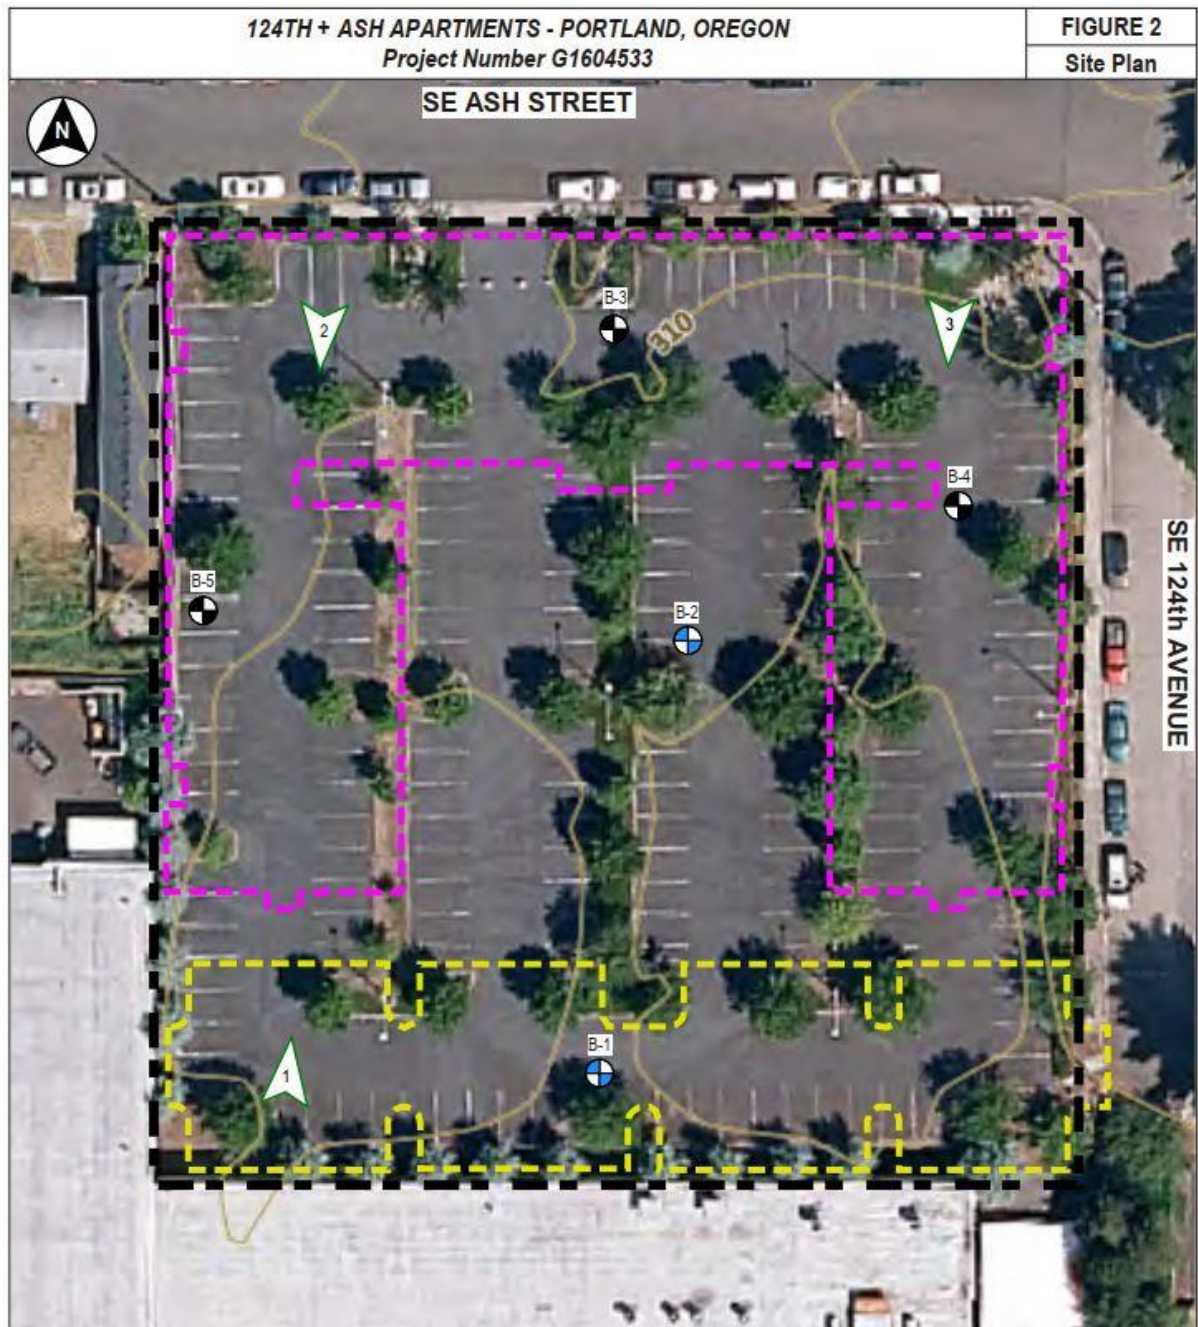 124TH + ASH APARTMENTS - PORTLAND, OREGON
Project Number G1604533
FIGURE 2
Site Plan
SE ASH STREET
N
B-3
2
310
3
B-4
B-5
B-2
SE 124th AVENUE
B-1
1